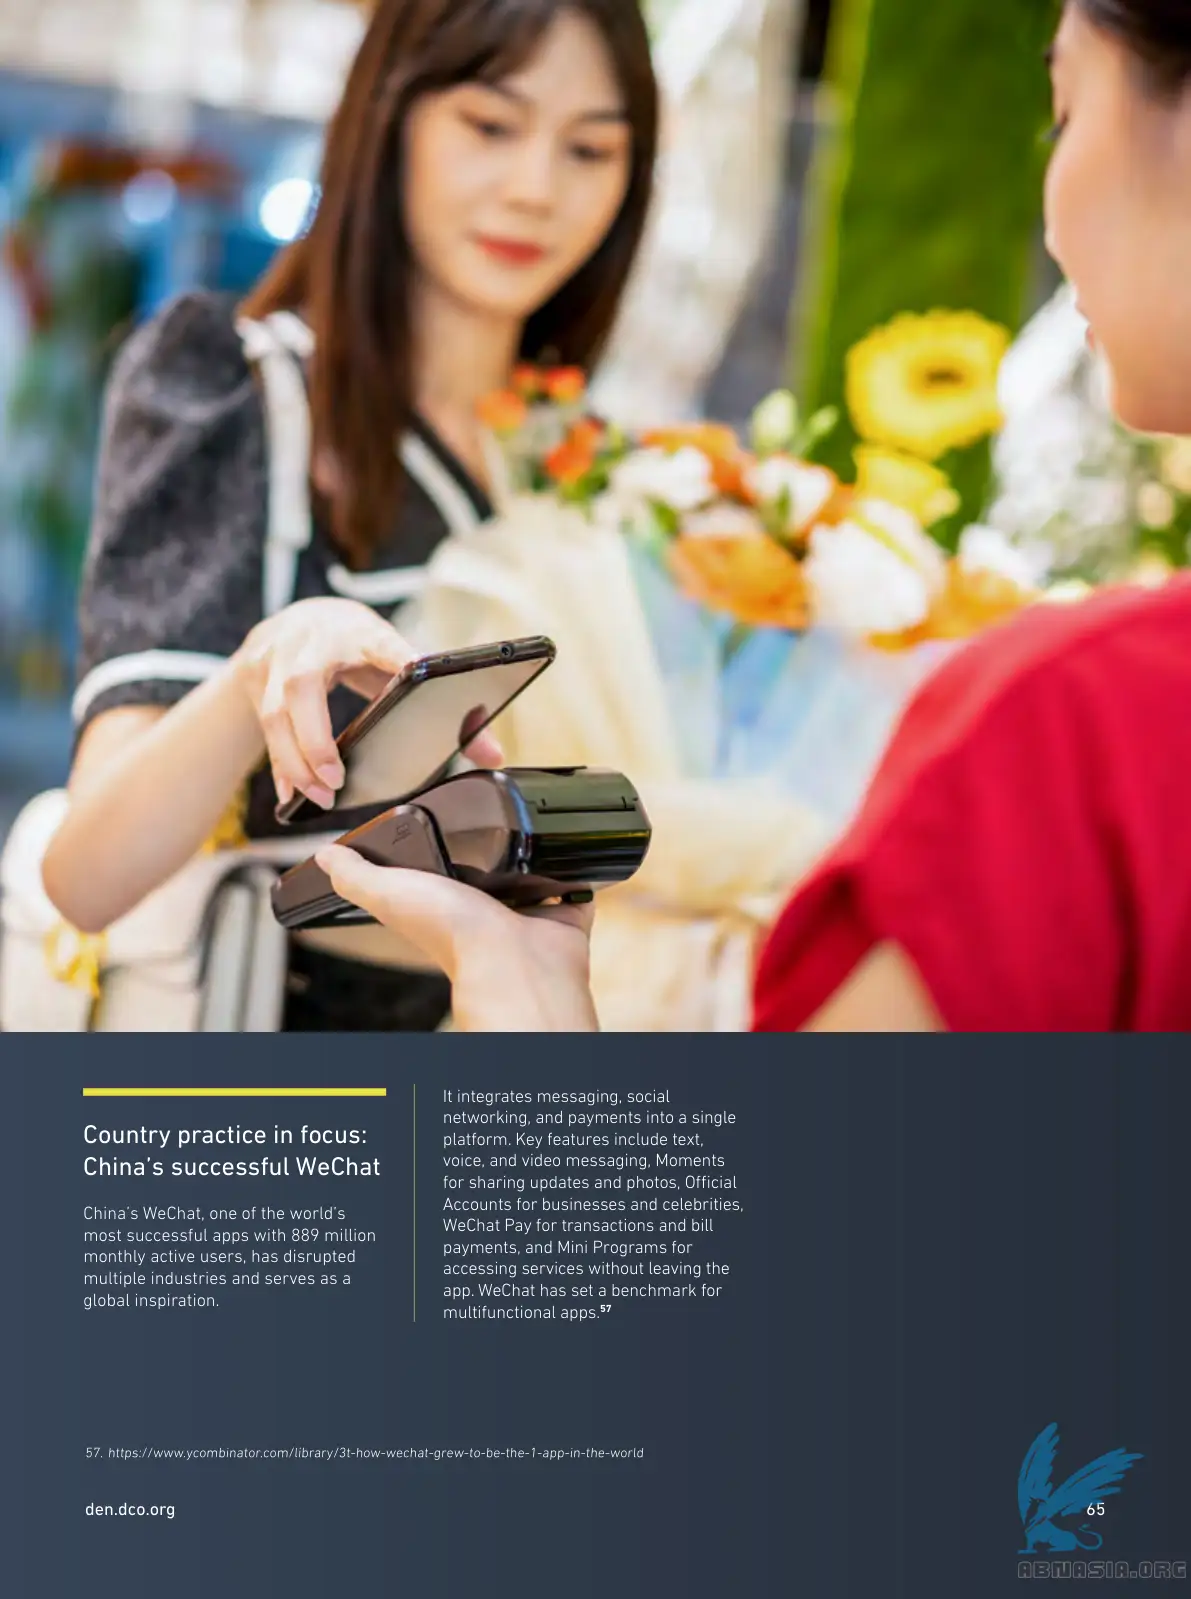 Country practice in focus:
China's successful WeChat
China's WeChat, one of the world's
most successful apps with 889 million
monthly active users, has disrupted
multiple industries and serves as a
global inspiration.
It integrates messaging, social
networking, and payments into a single
platform. Key features include text,
voice, and video messaging, Moments
for sharing updates and photos, Official
Accounts for businesses and celebrities,
WeChat Pay for transactions and bill
payments, and Mini Programs for
accessing services without leaving the
app. WeChat has set a benchmark for
multifunctional apps.57
57. https://www.ycombinator.com/library/3t-how-wechat-grew-to-be-the-1-app-in-the-world
den.dco.org
65
ABNASIA.ORG